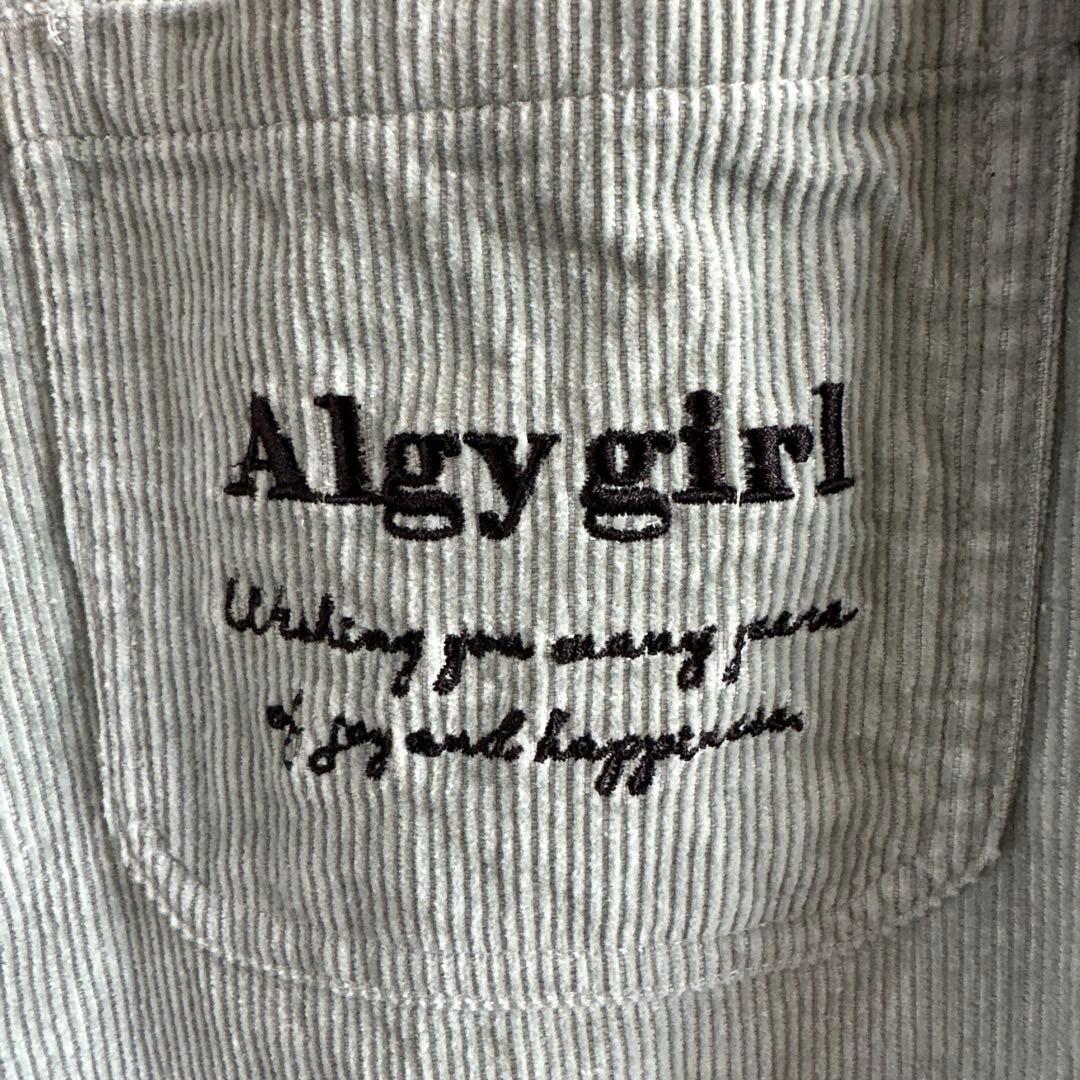 Algy girl
Wishing you many years
of joy and happiness.